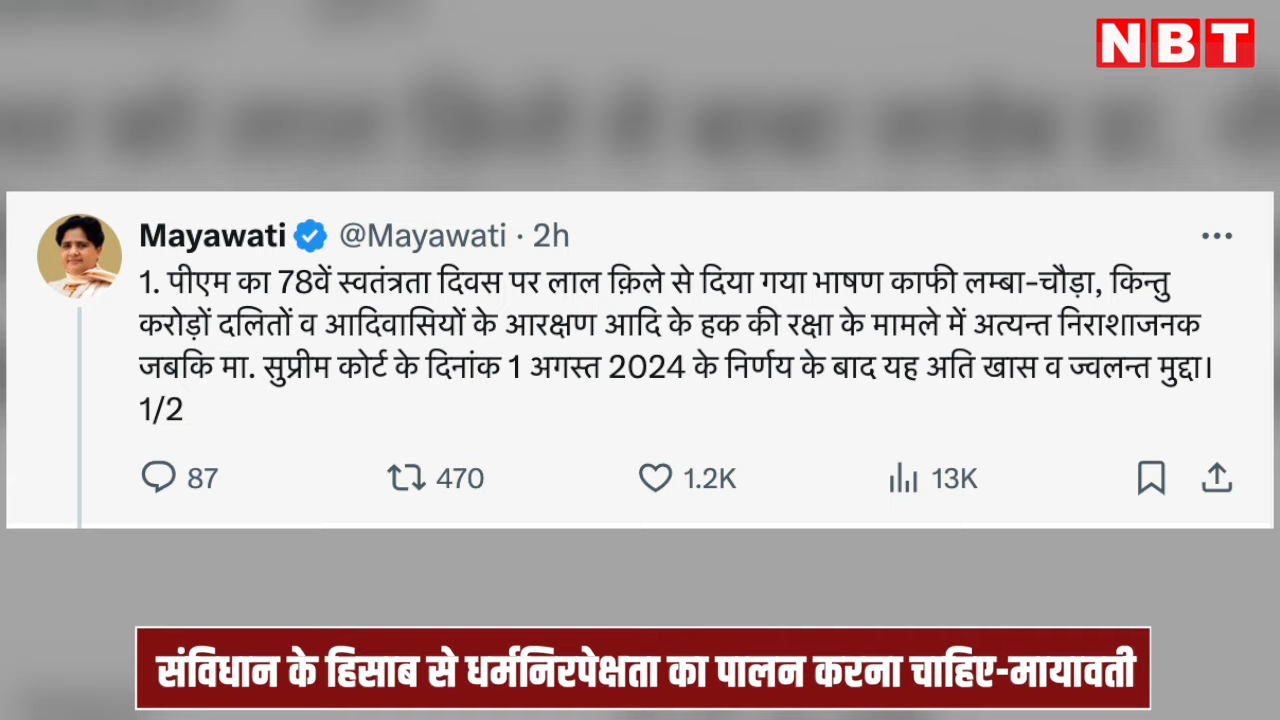 NBT
Mayawati @Mayawati · 2h
1. पीएम का 78वें स्वतंत्रता दिवस पर लाल क़िले से दिया गया भाषण काफी लम्बा-चौड़ा, किन्तु
करोड़ों दलितों व आदिवासियों के आरक्षण आदि के हक की रक्षा के मामले में अत्यन्त निराशाजनक
जबकि मा. सुप्रीम कोर्ट के दिनांक 1 अगस्त 2024 के निर्णय के बाद यह अति खास व ज्वलन्त मुद्दा।
1/2
87 470 1.2K 13K
संविधान के हिसाब से धर्मनिरपेक्षता का पालन करना चाहिए-मायावती